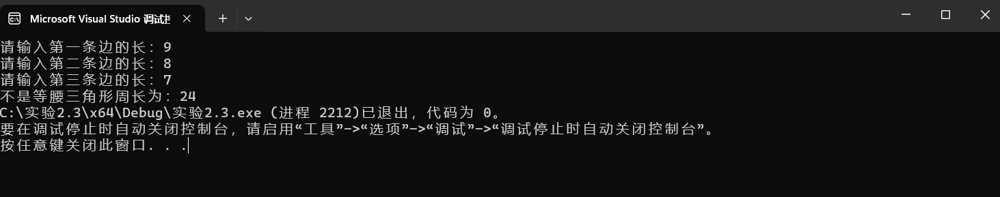 Microsoft Visual Studio 调试控
请输入第一条边的长：9
请输入第二条边的长：8
请输入第三条边的长：7
不是等腰三角形周长为：24
C:\实验2.3\x64\Debug\实验2.3.exe (进程 2212)已退出，代码为 0。
要在调试停止时自动关闭控制台，请启用“工具”->“选项”->“调试”->“调试停止时自动关闭控制台”。
按任意键关闭此窗口. . .